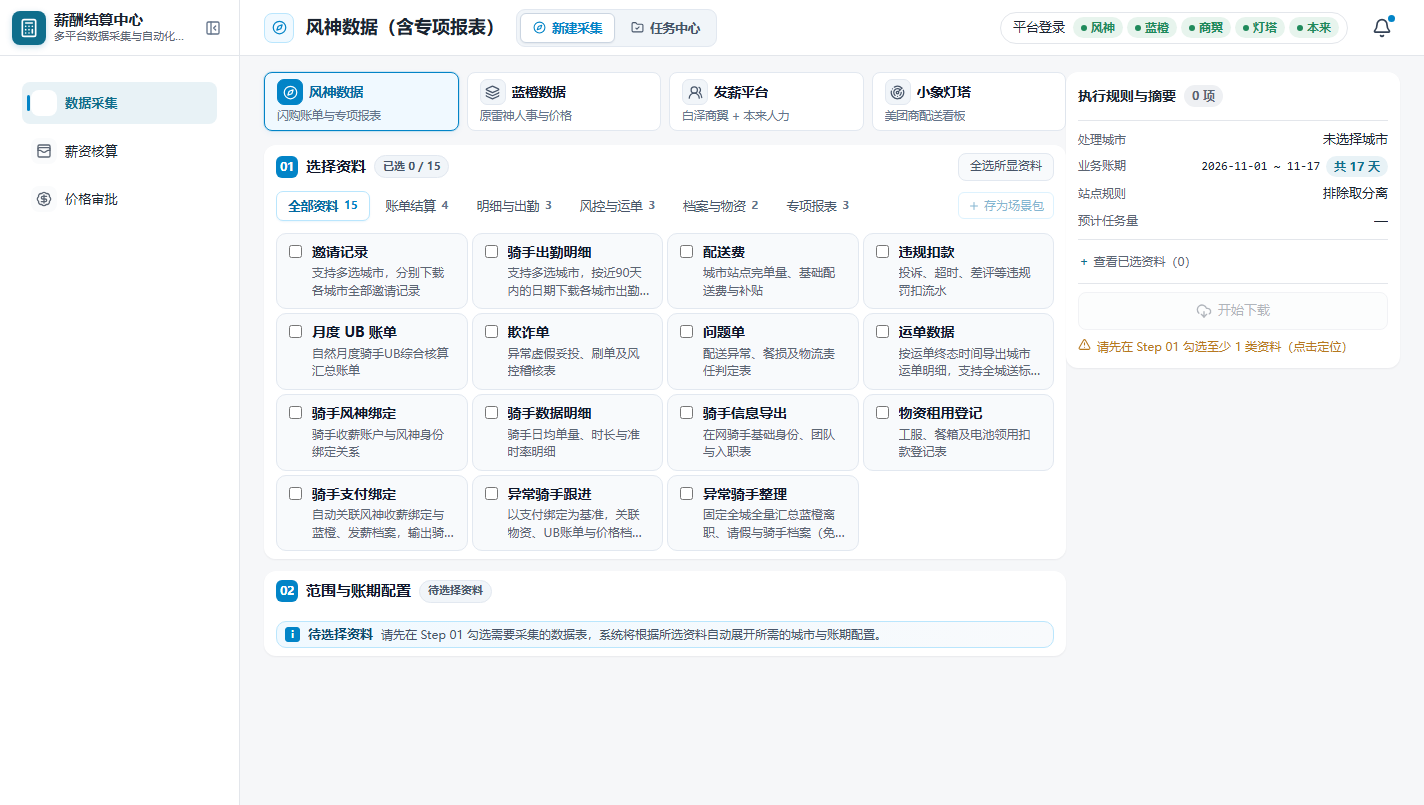 薪酬结算中心
多平台数据采集与自动化...
数据采集
薪资核算
价格审批
风神数据（含专项报表）
新建采集
任务中心
平台登录
风神
蓝橙
商翼
灯塔
本来
风神数据
闪购账单与专项报表
蓝橙数据
原雷神人事与价格
发薪平台
白泽商翼 + 本来人力
小象灯塔
美团商配送看板
01 选择资料 已选 0 / 15
全选所显资料
全部资料 15
账单结算 4
明细与出勤 3
风控与运单 3
档案与物资 2
专项报表 3
+ 存为场景包
邀请记录
支持多选城市，分别下载
各城市全部邀请记录
骑手出勤明细
支持多选城市，按近90天
内的日期下载各城市出勤...
配送费
城市站点完单量、基础配
送费与补贴
违规扣款
投诉、超时、差评等违规
罚扣流水
月度 UB 账单
自然月度骑手UB综合核算
汇总账单
欺诈单
异常虚假妥投、刷单及风
控稽核表
问题单
配送异常、餐损及物流责
任判定表
运单数据
按运单终态时间导出城市
运单明细，支持全城送标...
骑手风神绑定
骑手收薪账户与风神身份
绑定关系
骑手数据明细
骑手日均单量、时长与准
时率明细
骑手信息导出
在网骑手基础身份、团队
与入职表
物资租用登记
工服、餐箱及电池领用扣
款登记表
骑手支付绑定
自动关联风神收薪绑定与
蓝橙、发薪档案，输出骑...
异常骑手跟进
以支付绑定为基准，关联
物资、UB账单与价格档...
异常骑手整理
固定全城全量汇总蓝橙离
职、请假与骑手档案（免...
02 范围与账期配置 待选择资料
待选择资料 请先在 Step 01 勾选需要采集的数据表，系统将根据所选资料自动展开所需的城市与账期配置。
执行规则与摘要 0 项
处理城市 未选择城市
业务账期 2026-11-01 ~ 11-17 共 17 天
站点规则 排除取分离
预计任务量 —
+ 查看已选资料（0）
开始下载
请先在 Step 01 勾选至少 1 类资料（点击定位）